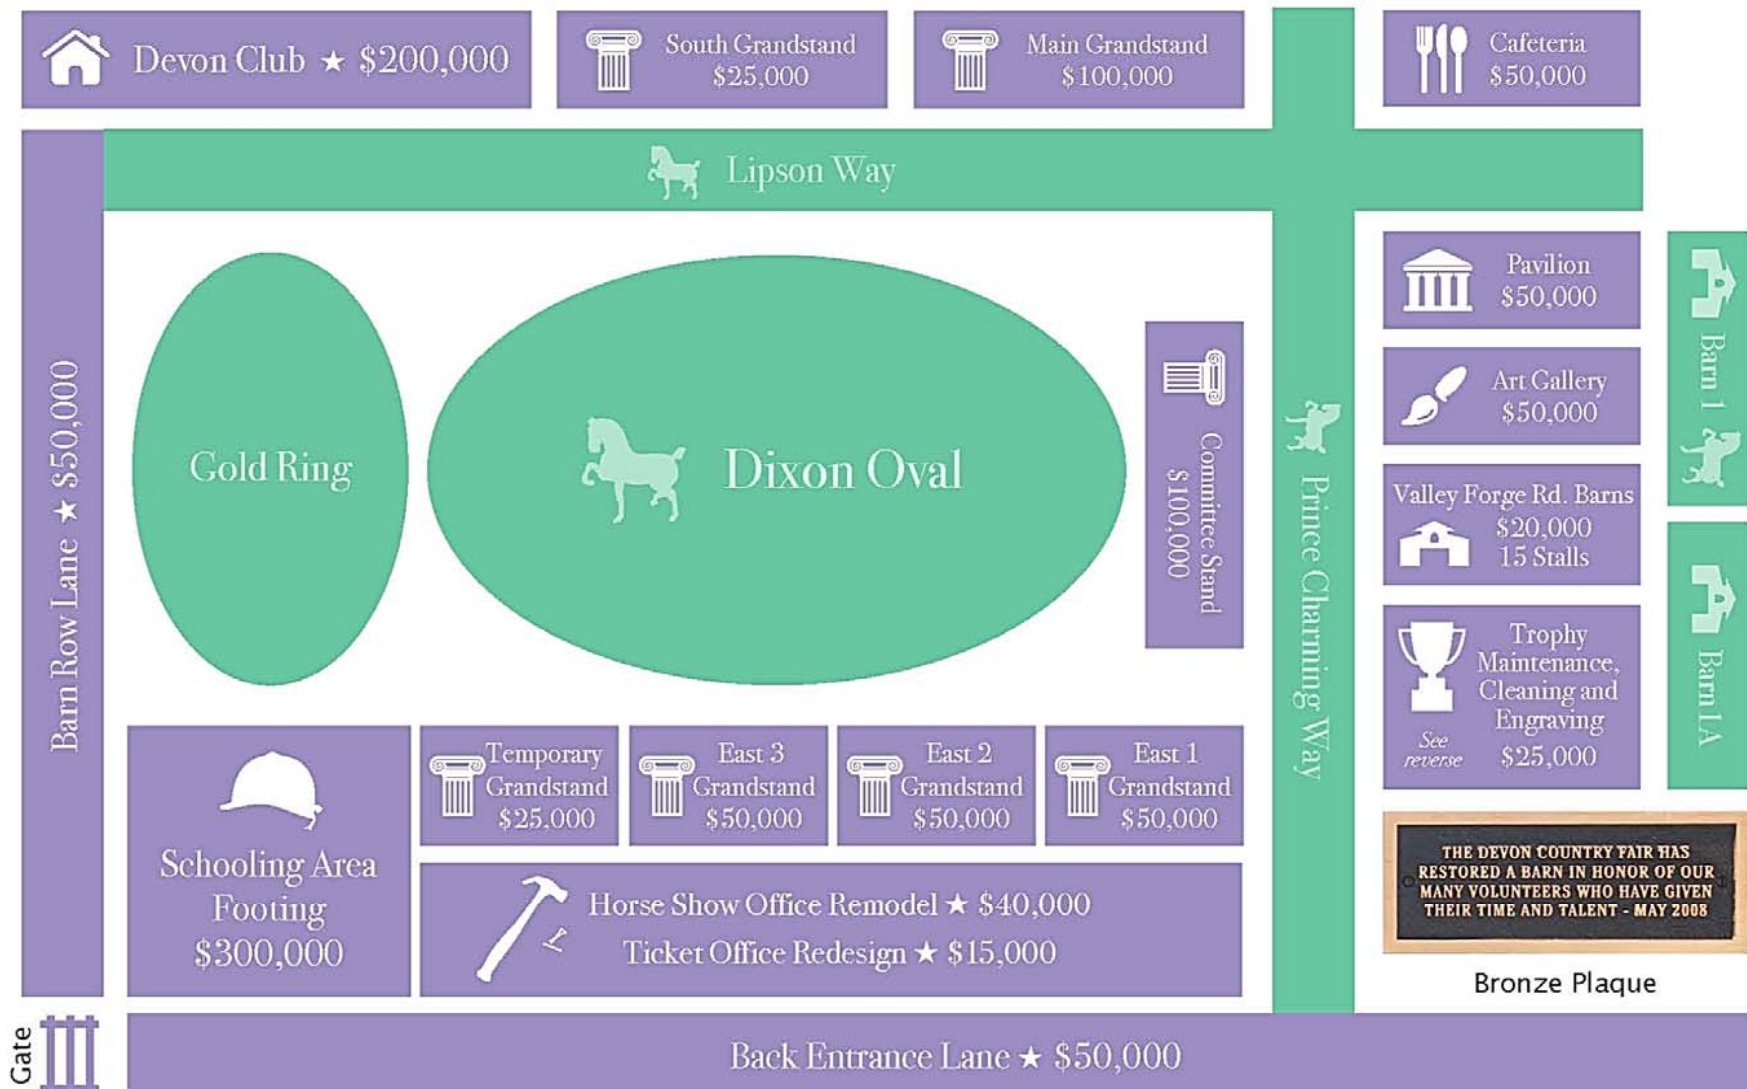 Devon Club ★ $200,000
South Grandstand
$25,000
Main Grandstand
$100,000
Cafeteria
$50,000
Lipson Way
Barn Row Lane ★ $50,000
Gold Ring
Dixon Oval
Committee Stand
$100,000
Prince Charming Way
Pavilion
$50,000
Art Gallery
$50,000
Valley Forge Rd. Barns
$20,000
15 Stalls
Trophy
Maintenance,
Cleaning and
Engraving
$25,000
See
reverse
Barn 1
Barn LA
Schooling Area
Footing
$300,000
Temporary
Grandstand
$25,000
East 3
Grandstand
$50,000
East 2
Grandstand
$50,000
East 1
Grandstand
$50,000
Horse Show Office Remodel ★ $40,000
Ticket Office Redesign ★ $15,000
THE DEVON COUNTRY FAIR HAS
RESTORED A BARN IN HONOR OF OUR
MANY VOLUNTEERS WHO HAVE GIVEN
THEIR TIME AND TALENT - MAY 2008
Bronze Plaque
Gate
Back Entrance Lane ★ $50,000